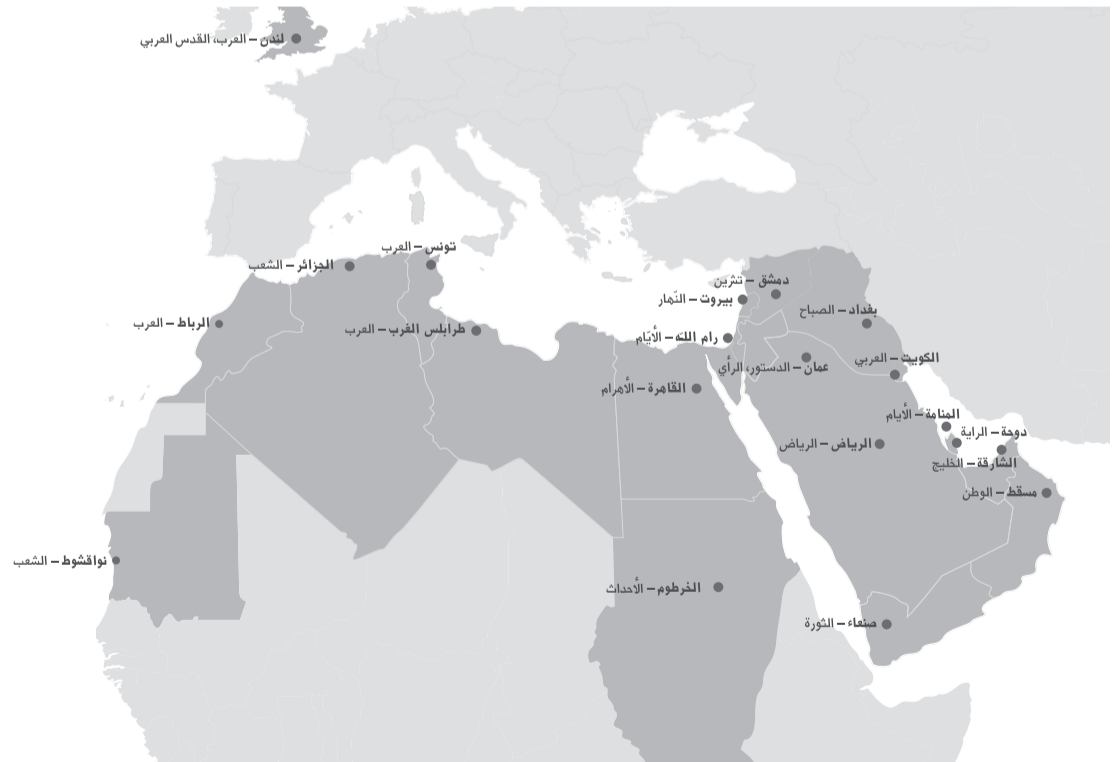 لندن – العرب، القدس العربي
تونس – العرب
الجزائر – الشعب
دمشق – تشرين
بيروت – النّهار
بغداد – الصباح
الرباط – العرب
طرابلس الغرب – العرب
رام اللّه – الأيّام
الكويت – العربي
عمان – الدستور، الرأي
القاهرة – الأهرام
المنامة – الأيام
دوحة – الراية
الرياض – الرياض
الشارقة – الخليج
مسقط – الوطن
نواقشوط – الشعب
الخرطوم – الأحداث
صنعاء – الثورة